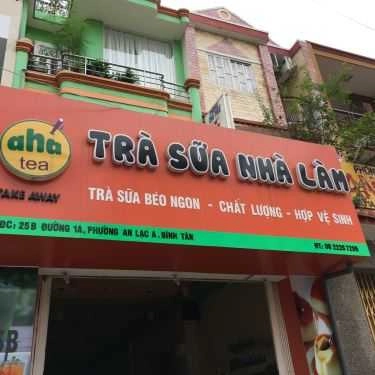 aha
tea
TAKE AWAY
TRÀ SỮA NHÀ LÀM
TRÀ SỮA BÉO NGON - CHẤT LƯỢNG - HỢP VỆ SINH
ĐC: 25B ĐƯỜNG 1A, PHƯỜNG AN LẠC A . BÌNH TÂN